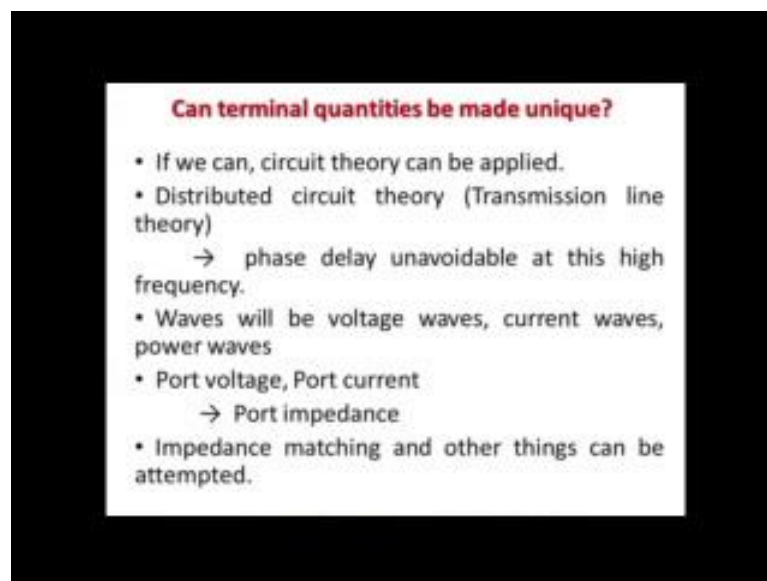 Can terminal quantities be made unique?
• If we can, circuit theory can be applied.
• Distributed circuit theory (Transmission line
theory)
→ phase delay unavoidable at this high
frequency.
• Waves will be voltage waves, current waves,
power waves
• Port voltage, Port current
→ Port impedance
• Impedance matching and other things can be
attempted.